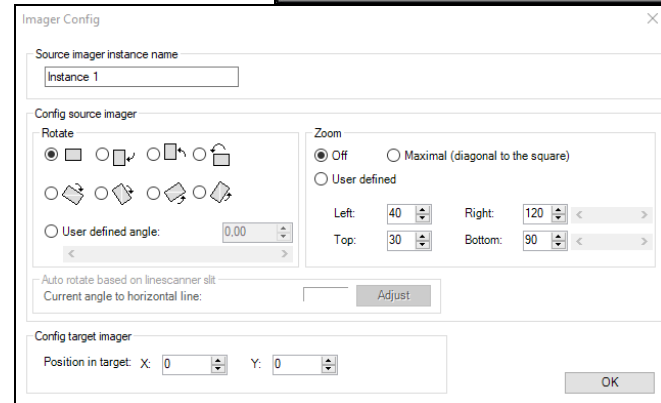 Imager Config
Source imager instance name
Instance 1
Config source imager
Rotate
User defined angle: 0,00
Zoom
Off Maximal (diagonal to the square)
User defined
Left: 40 Right: 120
Top: 30 Bottom: 90
Auto rotate based on linescanner slit
Current angle to horizontal line: Adjust
Config target imager
Position in target: X: 0 Y: 0
OK